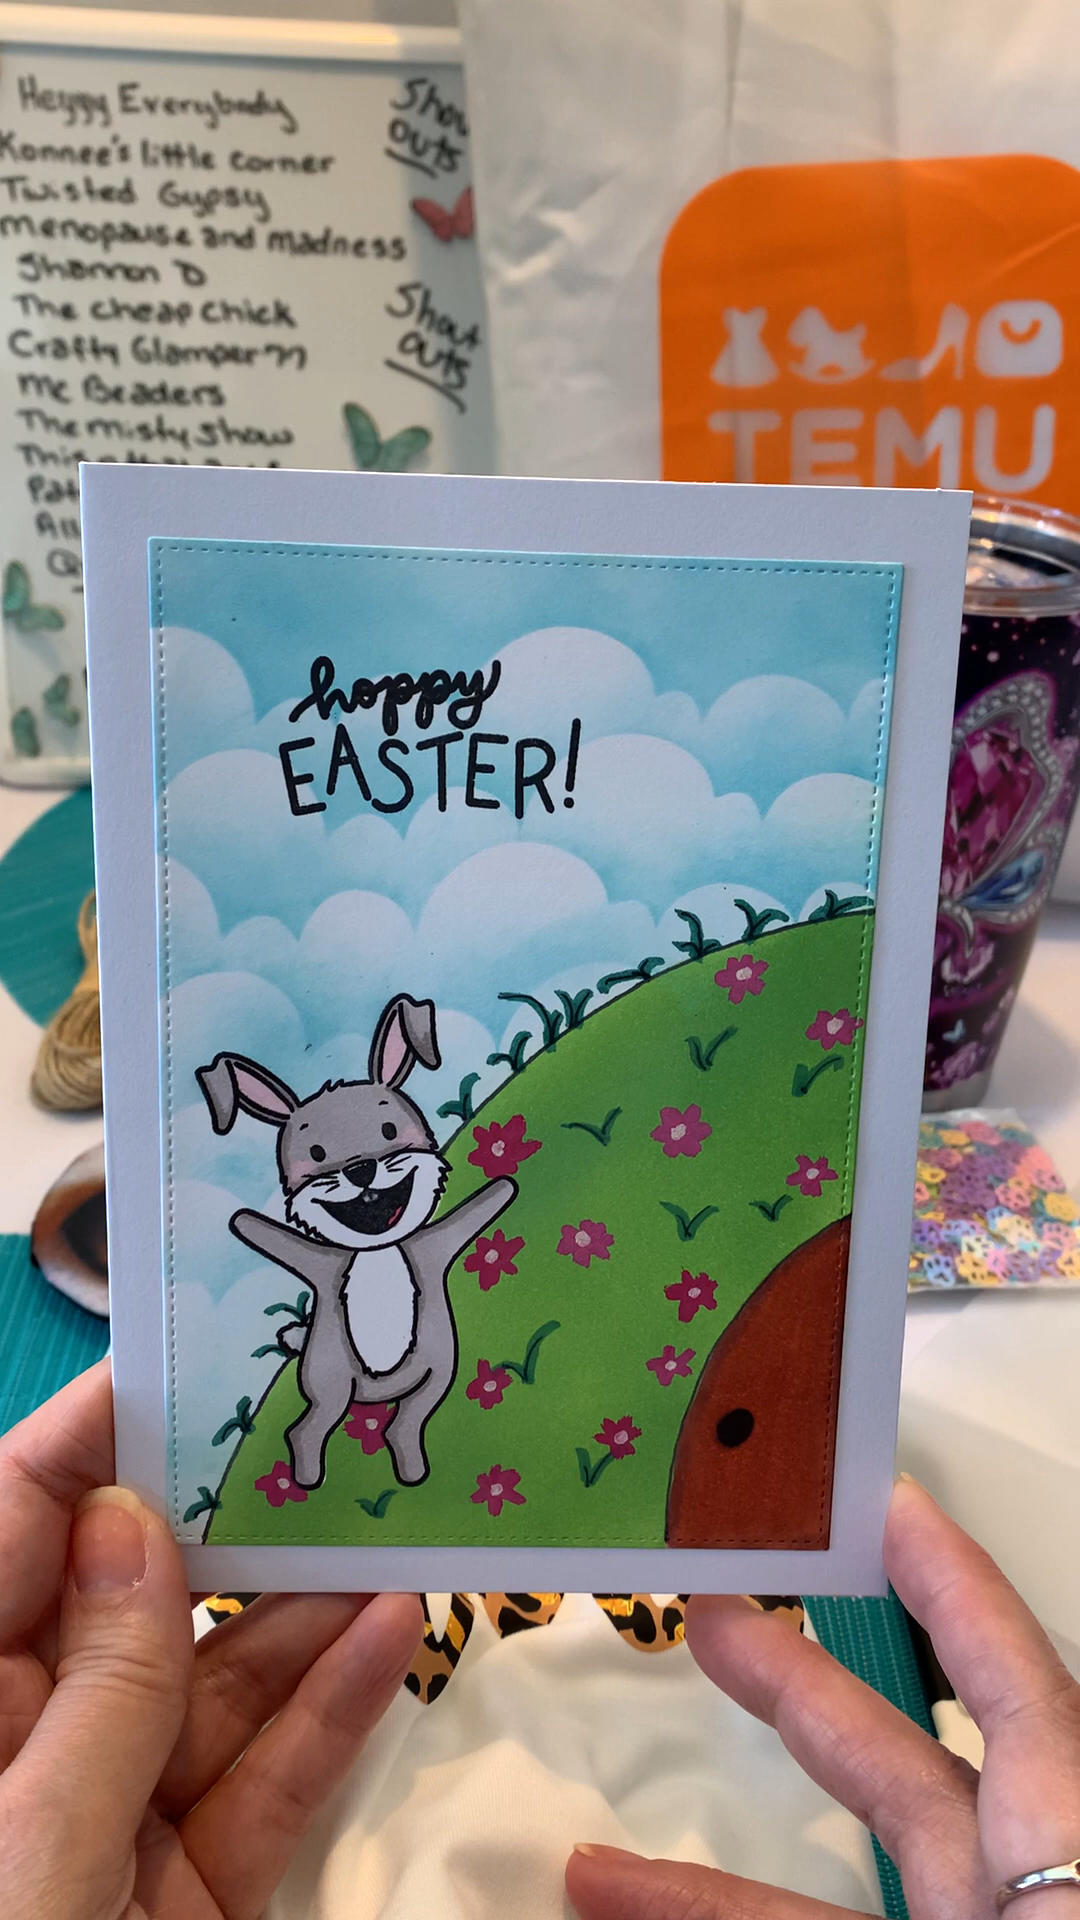 Heyyy Everybody
Konnee's little corner
Twisted Gypsy
menopause and madness
Shannon D
The cheap chick
Crafty Glamper77
Mc Beaders
The misty show
Shout
outs
Shout
outs
TEMU
hoppy
EASTER!